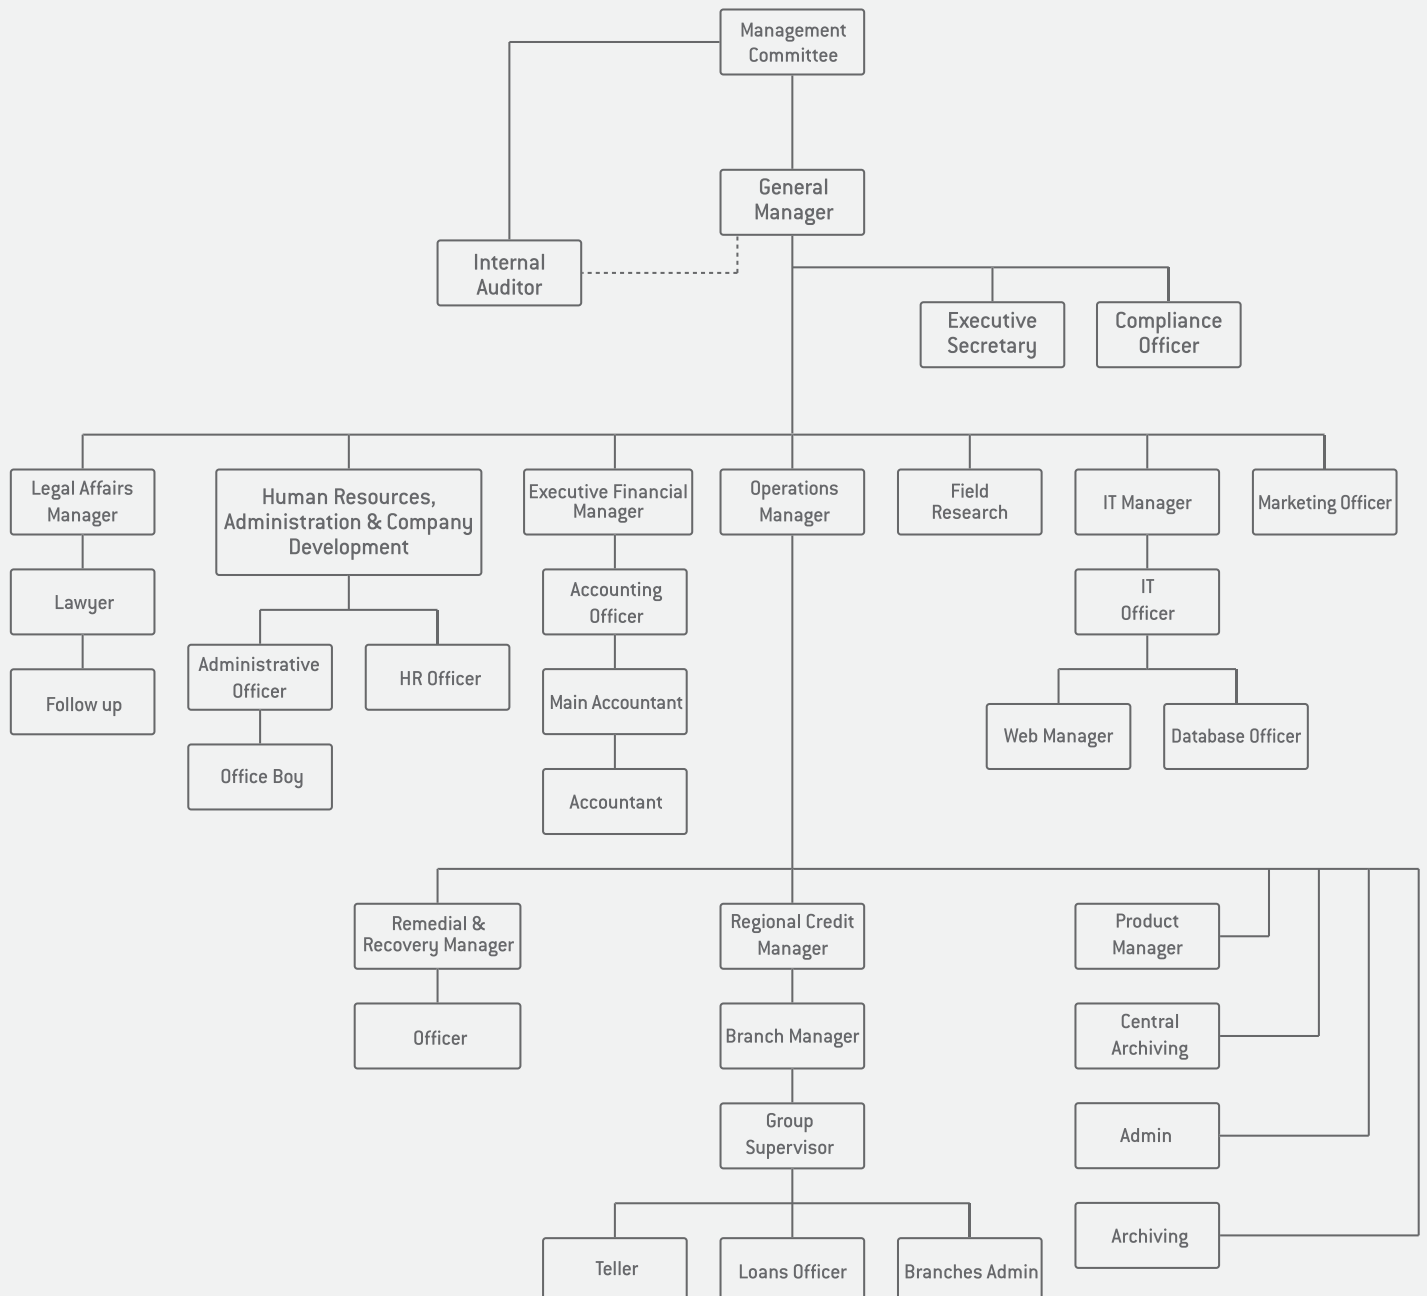 Management
Committee
General
Manager
Internal
Auditor
Executive
Secretary
Compliance
Officer
Legal Affairs
Manager
Human Resources,
Administration & Company
Development
Executive Financial
Manager
Operations
Manager
Field
Research
IT Manager
Marketing Officer
Lawyer
Accounting
Officer
IT
Officer
Administrative
Officer
HR Officer
Follow up
Main Accountant
Web Manager
Database Officer
Office Boy
Accountant
Remedial &
Recovery Manager
Regional Credit
Manager
Product
Manager
Officer
Branch Manager
Central
Archiving
Group
Supervisor
Admin
Archiving
Teller
Loans Officer
Branches Admin